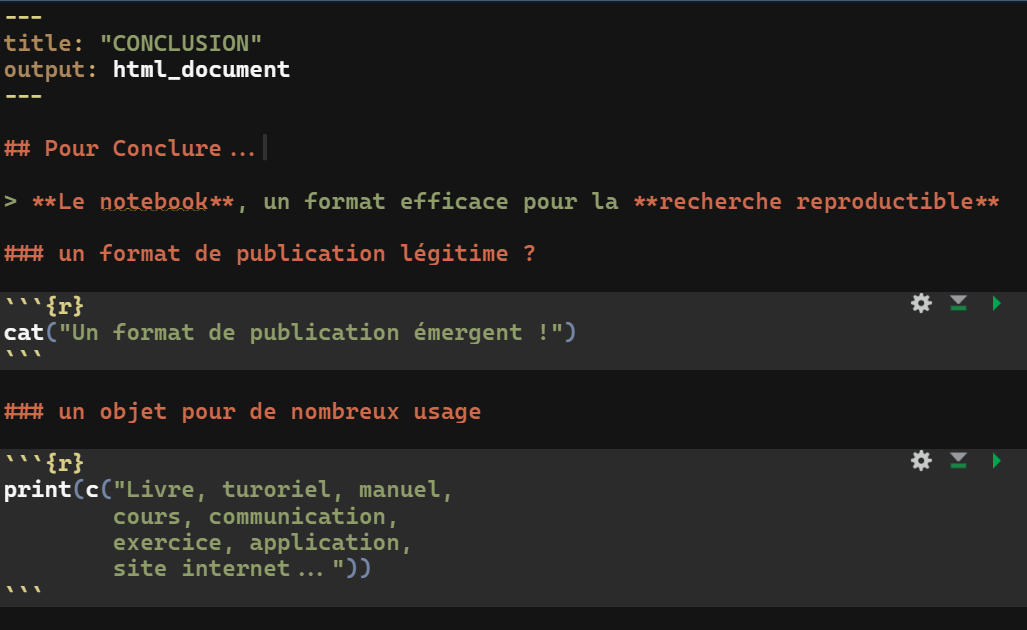 ---
title: "CONCLUSION"
output: html_document
---
## Pour Conclure...
> **Le notebook**, un format efficace pour la **recherche reproductible**
### un format de publication légitime ?
```{r}
cat("Un format de publication émergent !")
```
### un objet pour de nombreux usage
```{r}
print(c("Livre, turoriel, manuel,
        cours, communication,
        exercice, application,
        site internet..."))
```